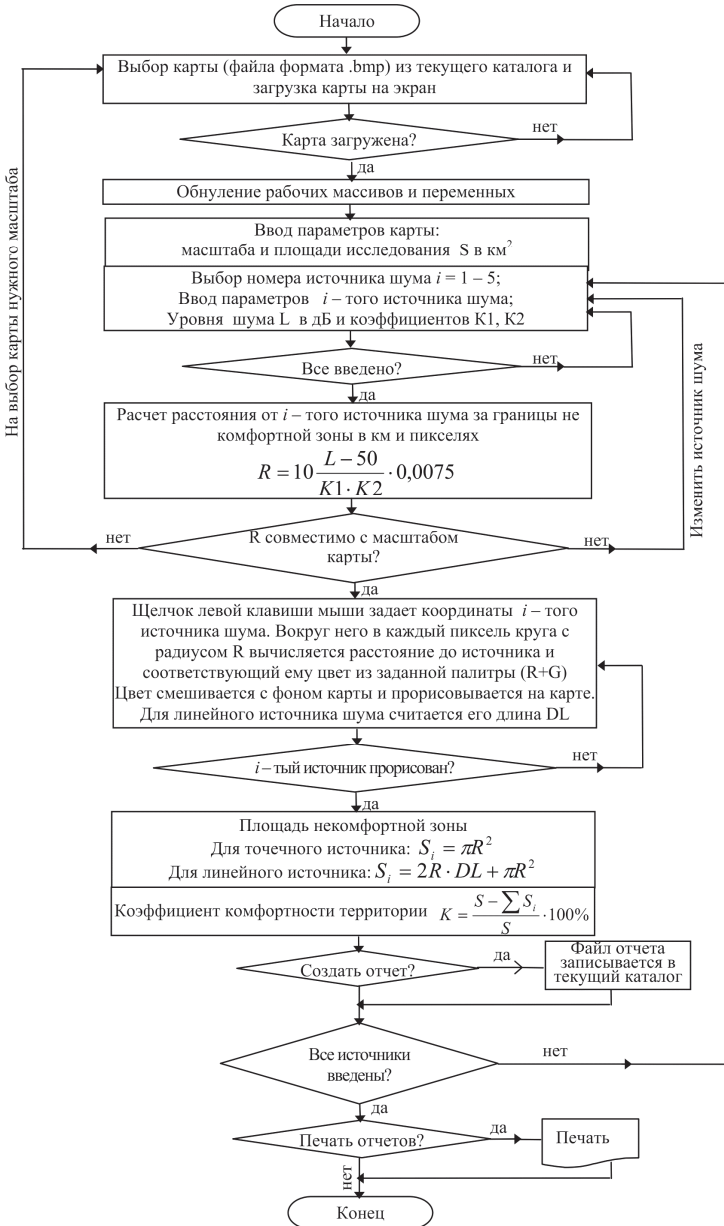 Начало
Выбор карты (файла формата .bmp) из текущего каталога и
загрузка карты на экран
Карта загружена?
нет
да
Обнуление рабочих массивов и переменных
Ввод параметров карты:
масштаба и площади исследования S в км²
Выбор номера источника шума i = 1 – 5;
Ввод параметров i – того источника шума;
Уровня шума L в дБ и коэффициентов К1, К2
Все введено?
нет
да
Расчет расстояния от i – того источника шума за границы не
комфортной зоны в км и пикселях
R = 10 \frac{L – 50}{K1 · K2} · 0,0075
R совместимо с масштабом
карты?
нет
нет
да
На выбор карты нужного масштаба
Изменить источник шума
Щелчок левой клавиши мыши задает координаты i – того
источника шума. Вокруг него в каждый пиксель круга с
радиусом R вычисляется расстояние до источника и
соответствующий ему цвет из заданной палитры (R+G)
Цвет смешивается с фоном карты и прорисовывается на карте.
Для линейного источника шума считается его длина DL
i – тый источник прорисован?
нет
да
Площадь некомфортной зоны
Для точечного источника: S_i = πR²
Для линейного источника: S_i = 2R · DL + πR²
Коэффициент комфортности территории K = \frac{S – ∑ S_i}{S} · 100%
Создать отчет?
да
Файл отчета
записывается в
текущий каталог
Все источники
введены?
нет
да
Печать отчетов?
да
Печать
нет
Конец